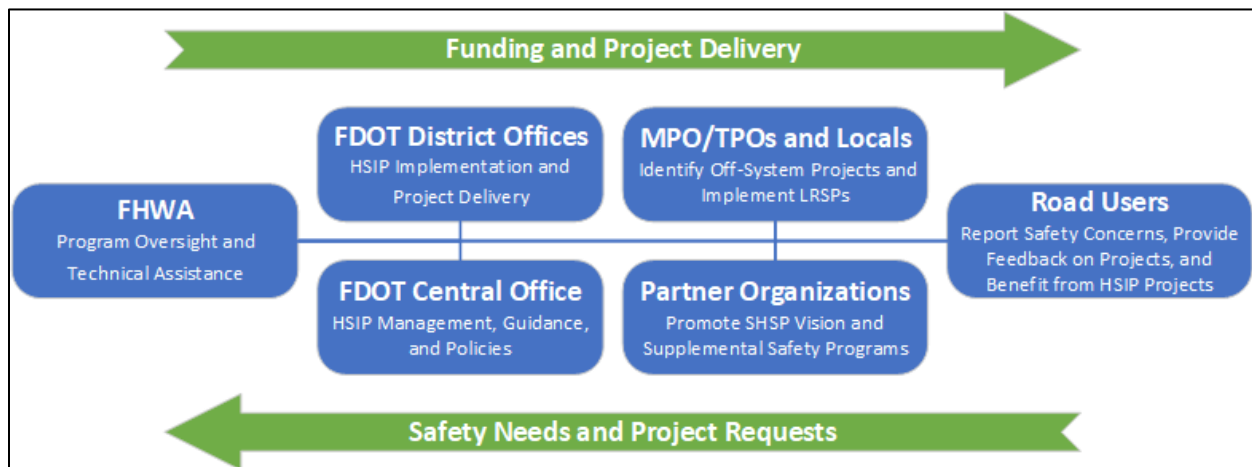 Funding and Project Delivery
FDOT District Offices
HSIP Implementation and
Project Delivery
MPO/TPOs and Locals
Identify Off-System Projects and
Implement LRSPs
FHWA
Program Oversight and
Technical Assistance
Road Users
Report Safety Concerns, Provide
Feedback on Projects, and
Benefit from HSIP Projects
FDOT Central Office
HSIP Management, Guidance,
and Policies
Partner Organizations
Promote SHSP Vision and
Supplemental Safety Programs
Safety Needs and Project Requests